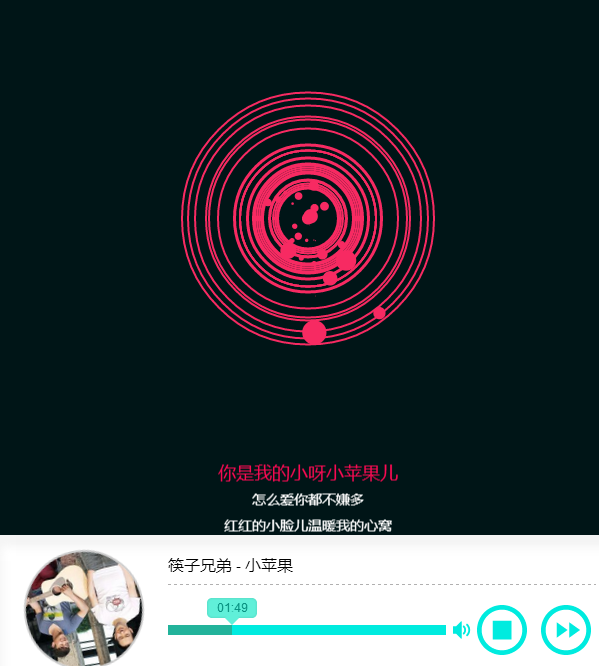 你是我的小呀小苹果儿
怎么爱你都不嫌多
红红的小脸儿温暖我的心窝
筷子兄弟 - 小苹果
01:49